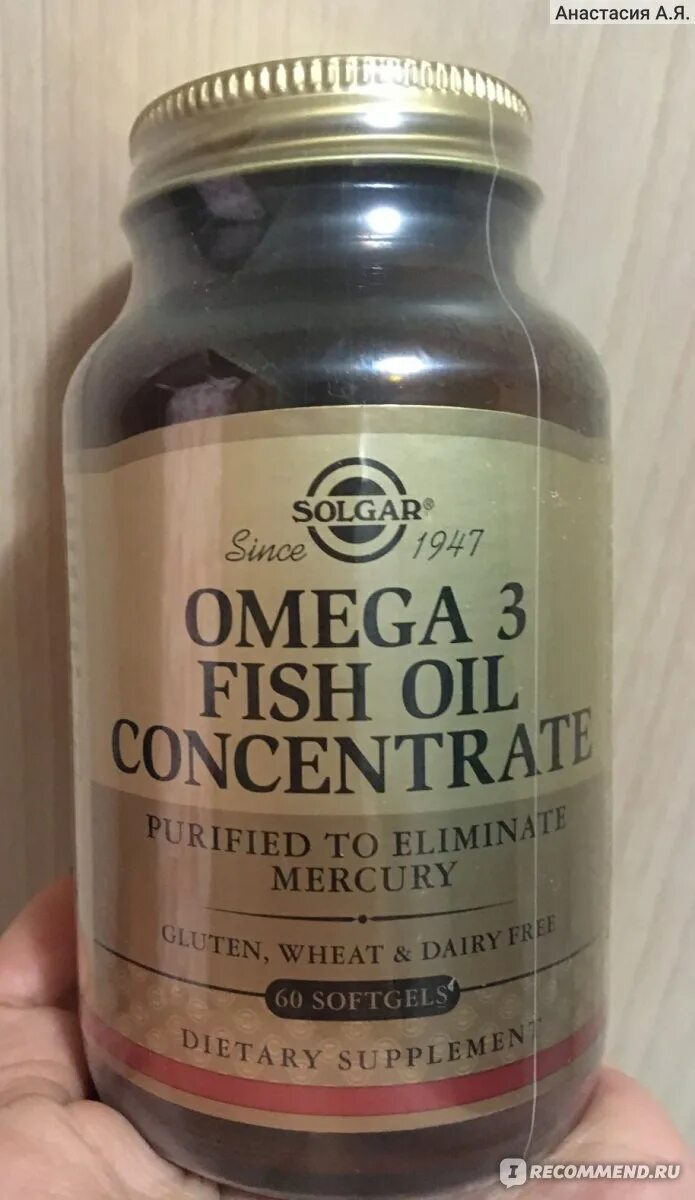 Анастасия А.Я.
SOLGAR®
Since 1947
OMEGA 3
FISH OIL
CONCENTRATE
PURIFIED TO ELIMINATE
MERCURY
GLUTEN, WHEAT & DAIRY FREE
60 SOFTGELS
DIETARY SUPPLEMENT
I RECOMMEND.RU